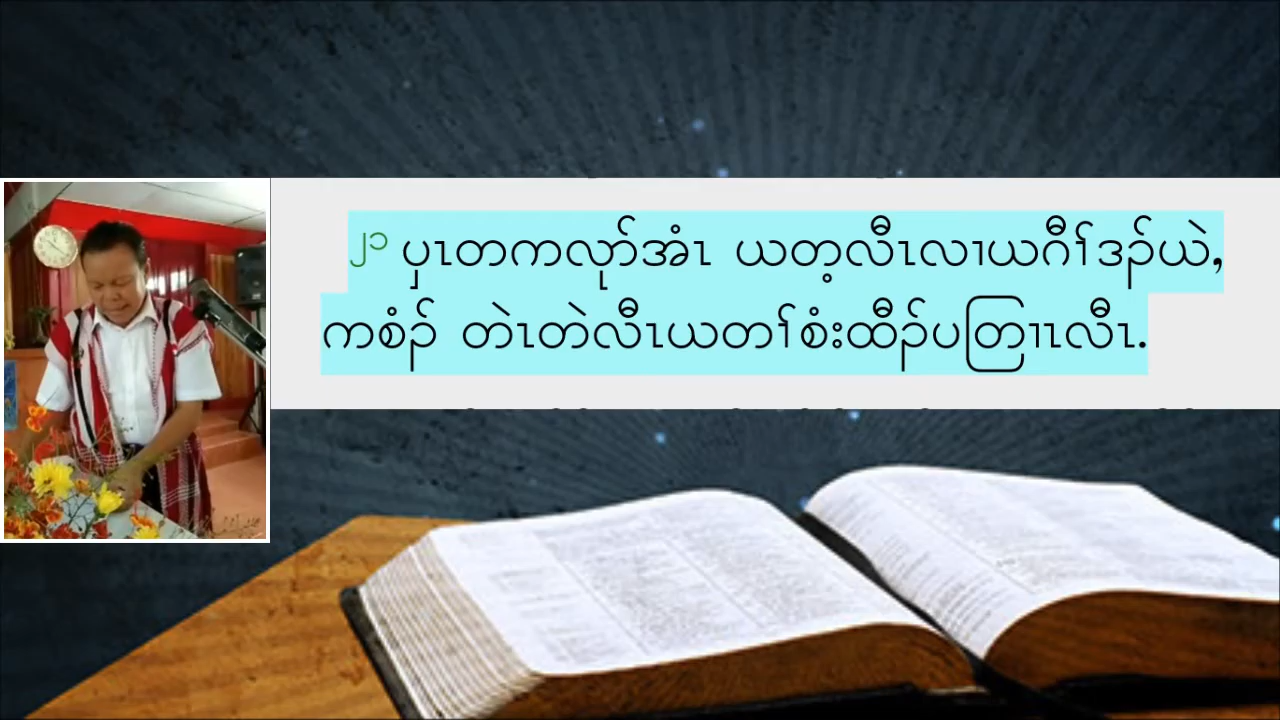 ၂၁ ပှၤတကလုာ်အံၤ ယတ့လီၤလၢယဂီၢ်ဒၣ်ယဲ,
ကစံၣ် တဲၤတဲလီၤယတၢ်စံးထီၣ်ပတြၢၤလီၤ.